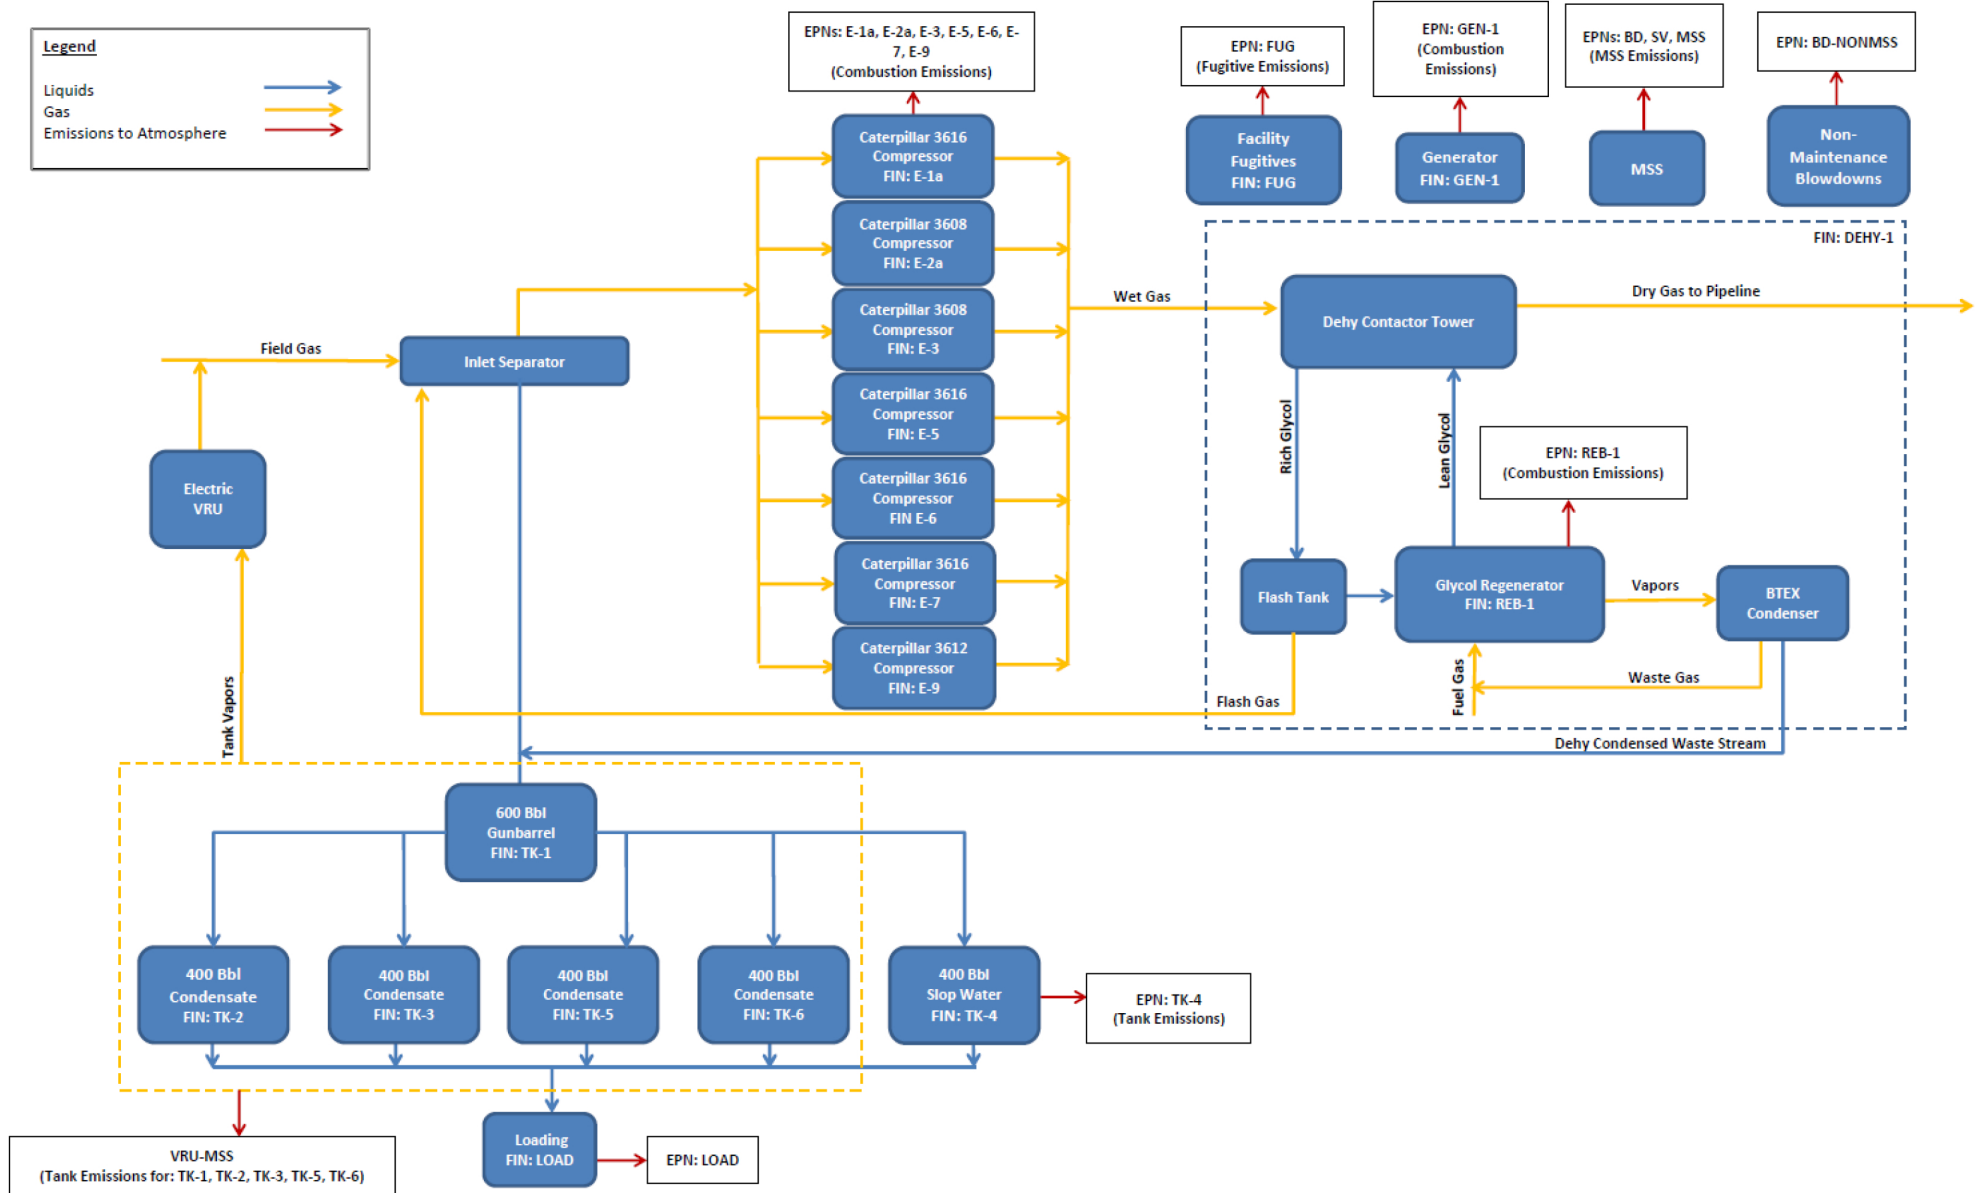 Legend
Liquids
Gas
Emissions to Atmosphere
EPNs: E-1a, E-2a, E-3, E-5, E-6, E-
7, E-9
(Combustion Emissions)
EPN: FUG
(Fugitive Emissions)
EPN: GEN-1
(Combustion
Emissions)
EPNs: BD, SV, MSS
(MSS Emissions)
EPN: BD-NONMSS
Facility
Fugitives
FIN: FUG
Generator
FIN: GEN-1
MSS
Non-
Maintenance
Blowdowns
Caterpillar 3616
Compressor
FIN: E-1a
Caterpillar 3608
Compressor
FIN: E-2a
Caterpillar 3608
Compressor
FIN: E-3
Caterpillar 3616
Compressor
FIN: E-5
Caterpillar 3616
Compressor
FIN E-6
Caterpillar 3616
Compressor
FIN: E-7
Caterpillar 3612
Compressor
FIN: E-9
Field Gas
Inlet Separator
Electric
VRU
Tank Vapors
Wet Gas
FIN: DEHY-1
Dehy Contactor Tower
Dry Gas to Pipeline
Rich Glycol
Lean Glycol
EPN: REB-1
(Combustion Emissions)
Flash Tank
Glycol Regenerator
FIN: REB-1
Vapors
BTEX
Condenser
Fuel Gas
Waste Gas
Flash Gas
Dehy Condensed Waste Stream
600 Bbl
Gunbarrel
FIN: TK-1
400 Bbl
Condensate
FIN: TK-2
400 Bbl
Condensate
FIN: TK-3
400 Bbl
Condensate
FIN: TK-5
400 Bbl
Condensate
FIN: TK-6
400 Bbl
Slop Water
FIN: TK-4
EPN: TK-4
(Tank Emissions)
VRU-MSS
(Tank Emissions for: TK-1, TK-2, TK-3, TK-5, TK-6)
Loading
FIN: LOAD
EPN: LOAD